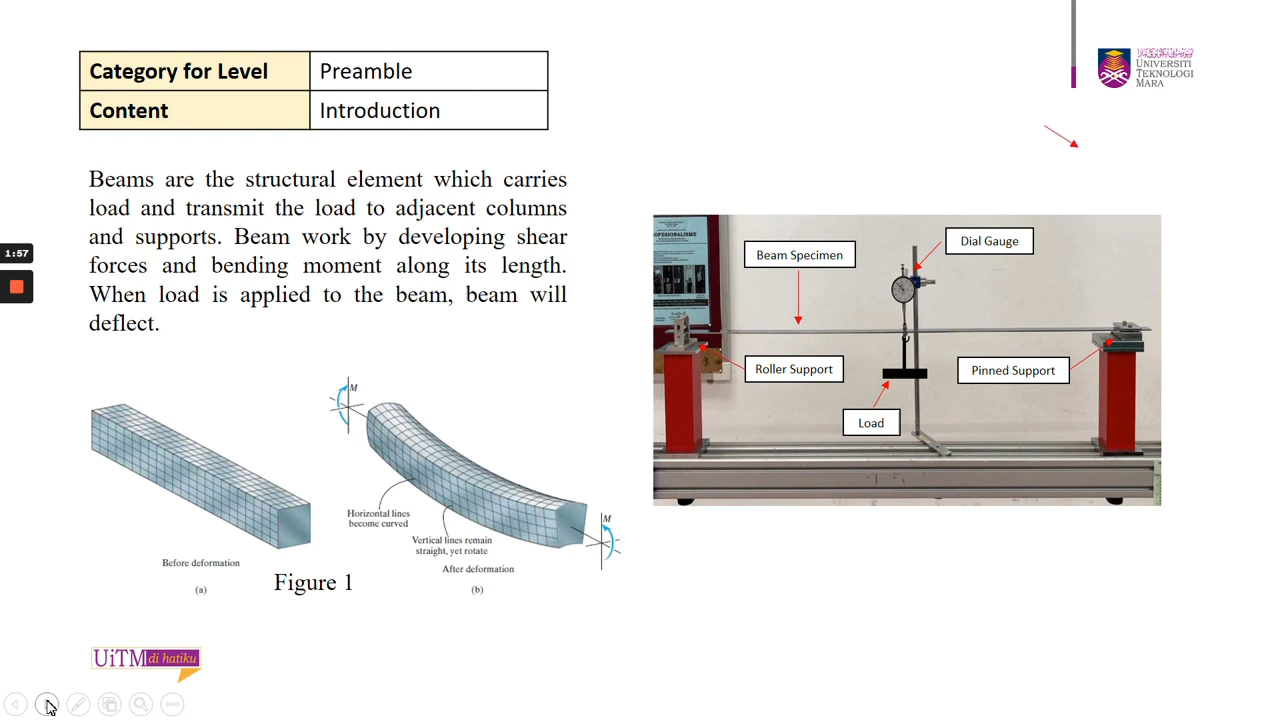 Category for Level Preamble
Content Introduction
UNIVERSITI
TEKNOLOGI
MARA
Beams are the structural element which carries
load and transmit the load to adjacent columns
and supports. Beam work by developing shear
forces and bending moment along its length.
When load is applied to the beam, beam will
deflect.
1:57
OFESIONALISME
Dial Gauge
Beam Specimen
Roller Support
Pinned Support
Load
M
Horizontal lines
become curved
M
Vertical lines remain
straight, yet rotate
Before deformation
After deformation
Figure 1
(a)
(b)
UiTM di hatiku